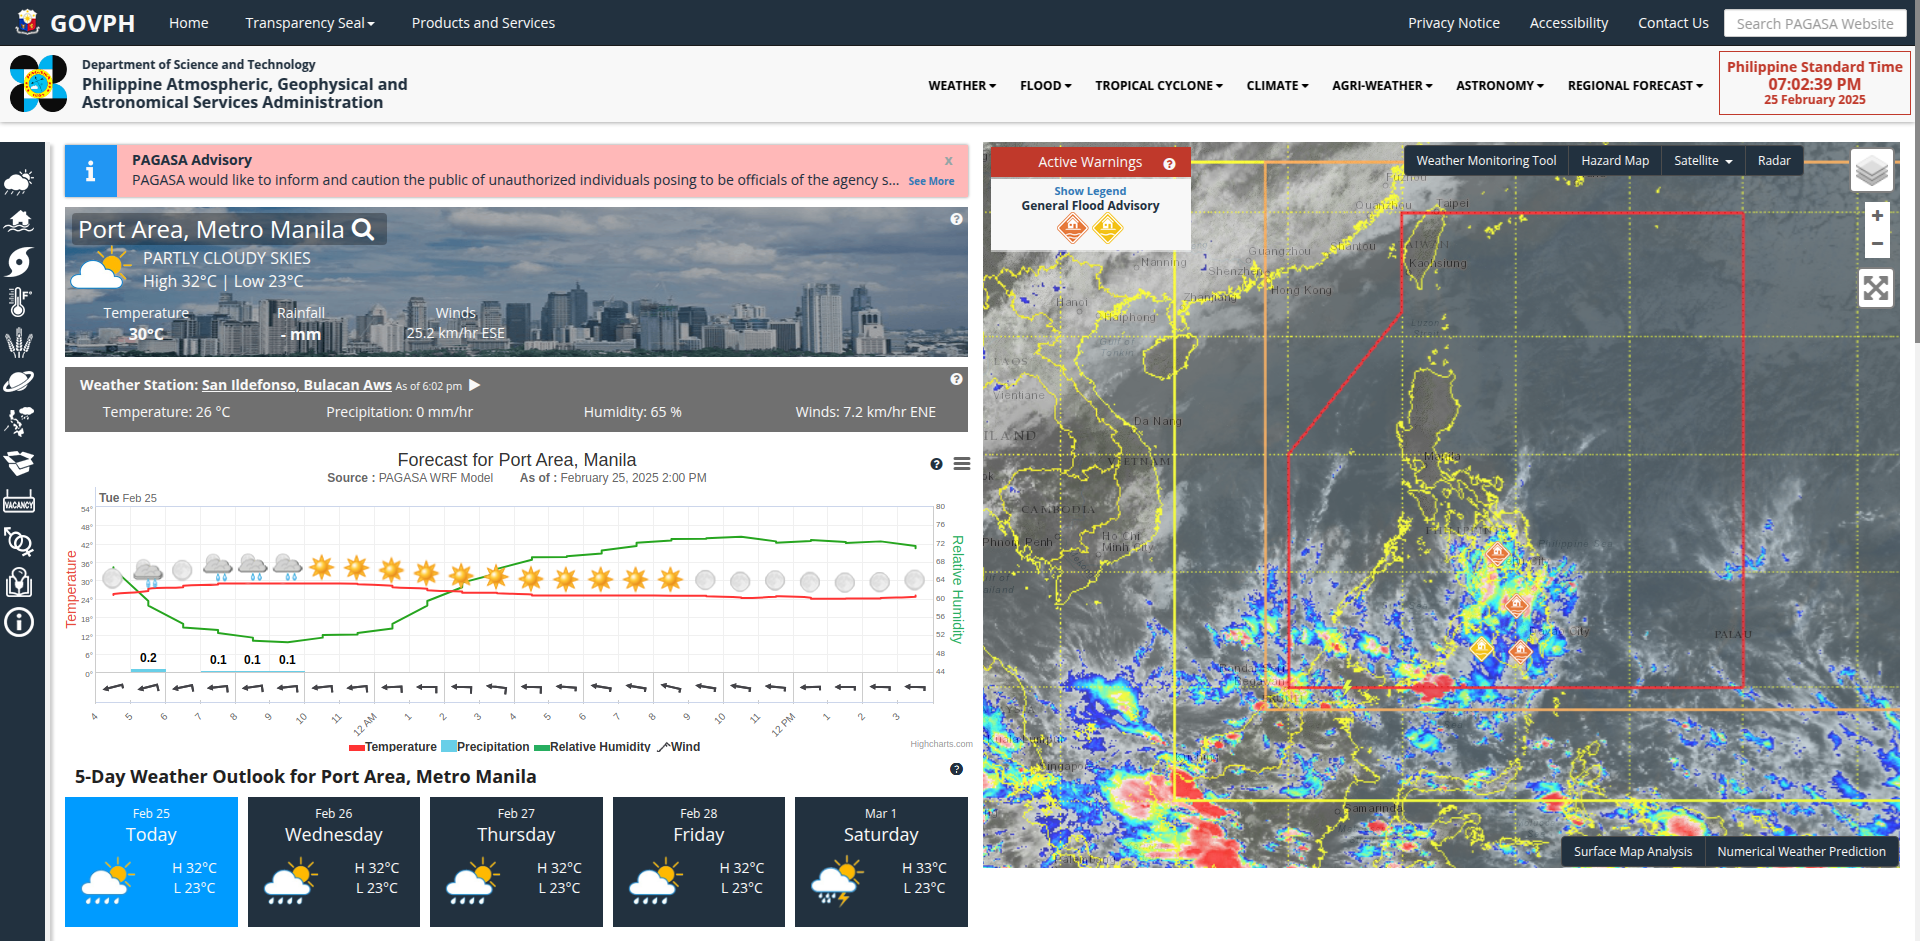 GOVPH
Home
Transparency Seal
Products and Services
Privacy Notice
Accessibility
Contact Us
Search PAGASA Website
Department of Science and Technology
Philippine Atmospheric, Geophysical and
Astronomical Services Administration
WEATHER
FLOOD
TROPICAL CYCLONE
CLIMATE
AGRI-WEATHER
ASTRONOMY
REGIONAL FORECAST
Philippine Standard Time
07:02:39 PM
25 February 2025
VACANCY
PAGASA Advisory
x
PAGASA would like to inform and caution the public of unauthorized individuals posing to be officials of the agency s... See More
Port Area, Metro Manila
PARTLY CLOUDY SKIES
High 32°C | Low 23°C
Temperature
30°C
Rainfall
- mm
Winds
25.2 km/hr ESE
Weather Station: San Ildefonso, Bulacan Aws As of 6:02 pm
Temperature: 26 °C
Precipitation: 0 mm/hr
Humidity: 65 %
Winds: 7.2 km/hr ENE
Forecast for Port Area, Manila
Source : PAGASA WRF Model As of : February 25, 2025 2:00 PM
Tue Feb 25
Temperature
54°
48°
42°
36°
30°
24°
18°
12°
6°
0°
0.2
0.1
0.1
0.1
80
76
72
68
64
60
56
52
48
44
Relative Humidity
4
5
6
7
8
9
10
11
12 AM
1
2
3
4
5
6
7
8
9
10
11
12 PM
1
2
3
Temperature
Precipitation
Relative Humidity
Wind
Highcharts.com
5-Day Weather Outlook for Port Area, Metro Manila
Feb 25
Today
H 32°C
L 23°C
Feb 26
Wednesday
H 32°C
L 23°C
Feb 27
Thursday
H 32°C
L 23°C
Feb 28
Friday
H 32°C
L 23°C
Mar 1
Saturday
H 33°C
L 23°C
Active Warnings
Show Legend
General Flood Advisory
Weather Monitoring Tool
Hazard Map
Satellite
Radar
+
−
Taipei
Quanzhou
Shantou
Guangzhou
Kaohsiung
Nanning
Shenzhen
Hong Kong
Zhanjiang
Hanoi
Haiphong
LAOS
Vientiane
Da Nang
VIETNAM
CAMBODIA
Phnom Penh
Ho Chi
Minh City
Manila
PALAU
Samarinda
Surface Map Analysis
Numerical Weather Prediction